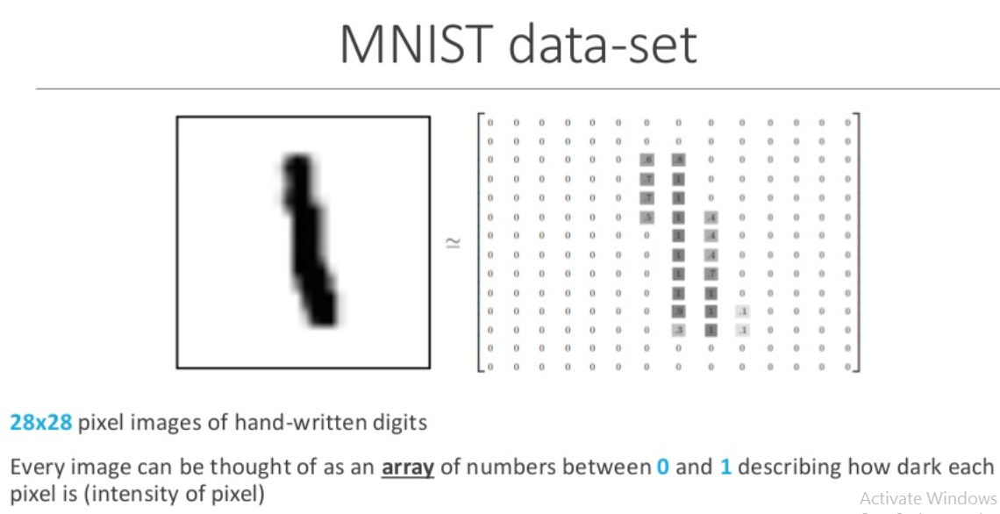 MNIST data-set
0 0 0 0 0 0 0 0 0 0 0 0 0 0
0 0 0 0 0 0 0 0 0 0 0 0 0 0
0 0 0 0 0 0 .6 .8 0 0 0 0 0 0
0 0 0 0 0 0 .7 1 0 0 0 0 0 0
0 0 0 0 0 0 .7 1 0 0 0 0 0 0
0 0 0 0 0 0 .5 1 .4 0 0 0 0 0
0 0 0 0 0 0 0 1 .4 0 0 0 0 0
≃ 0 0 0 0 0 0 0 1 .4 0 0 0 0 0
0 0 0 0 0 0 0 1 .7 0 0 0 0 0
0 0 0 0 0 0 0 1 1 0 0 0 0 0
0 0 0 0 0 0 0 .9 1 .1 0 0 0 0
0 0 0 0 0 0 0 .3 1 .1 0 0 0 0
0 0 0 0 0 0 0 0 0 0 0 0 0 0
0 0 0 0 0 0 0 0 0 0 0 0 0 0
28x28 pixel images of hand-written digits
Every image can be thought of as an array of numbers between 0 and 1 describing how dark each
pixel is (intensity of pixel)
Activate Windows